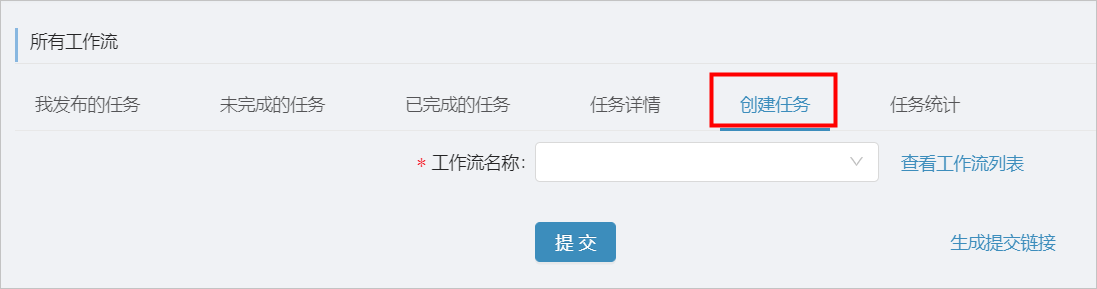 所有工作流
我发布的任务 未完成的任务 已完成的任务 任务详情 创建任务 任务统计
* 工作流名称: 查看工作流列表
提 交 生成提交链接